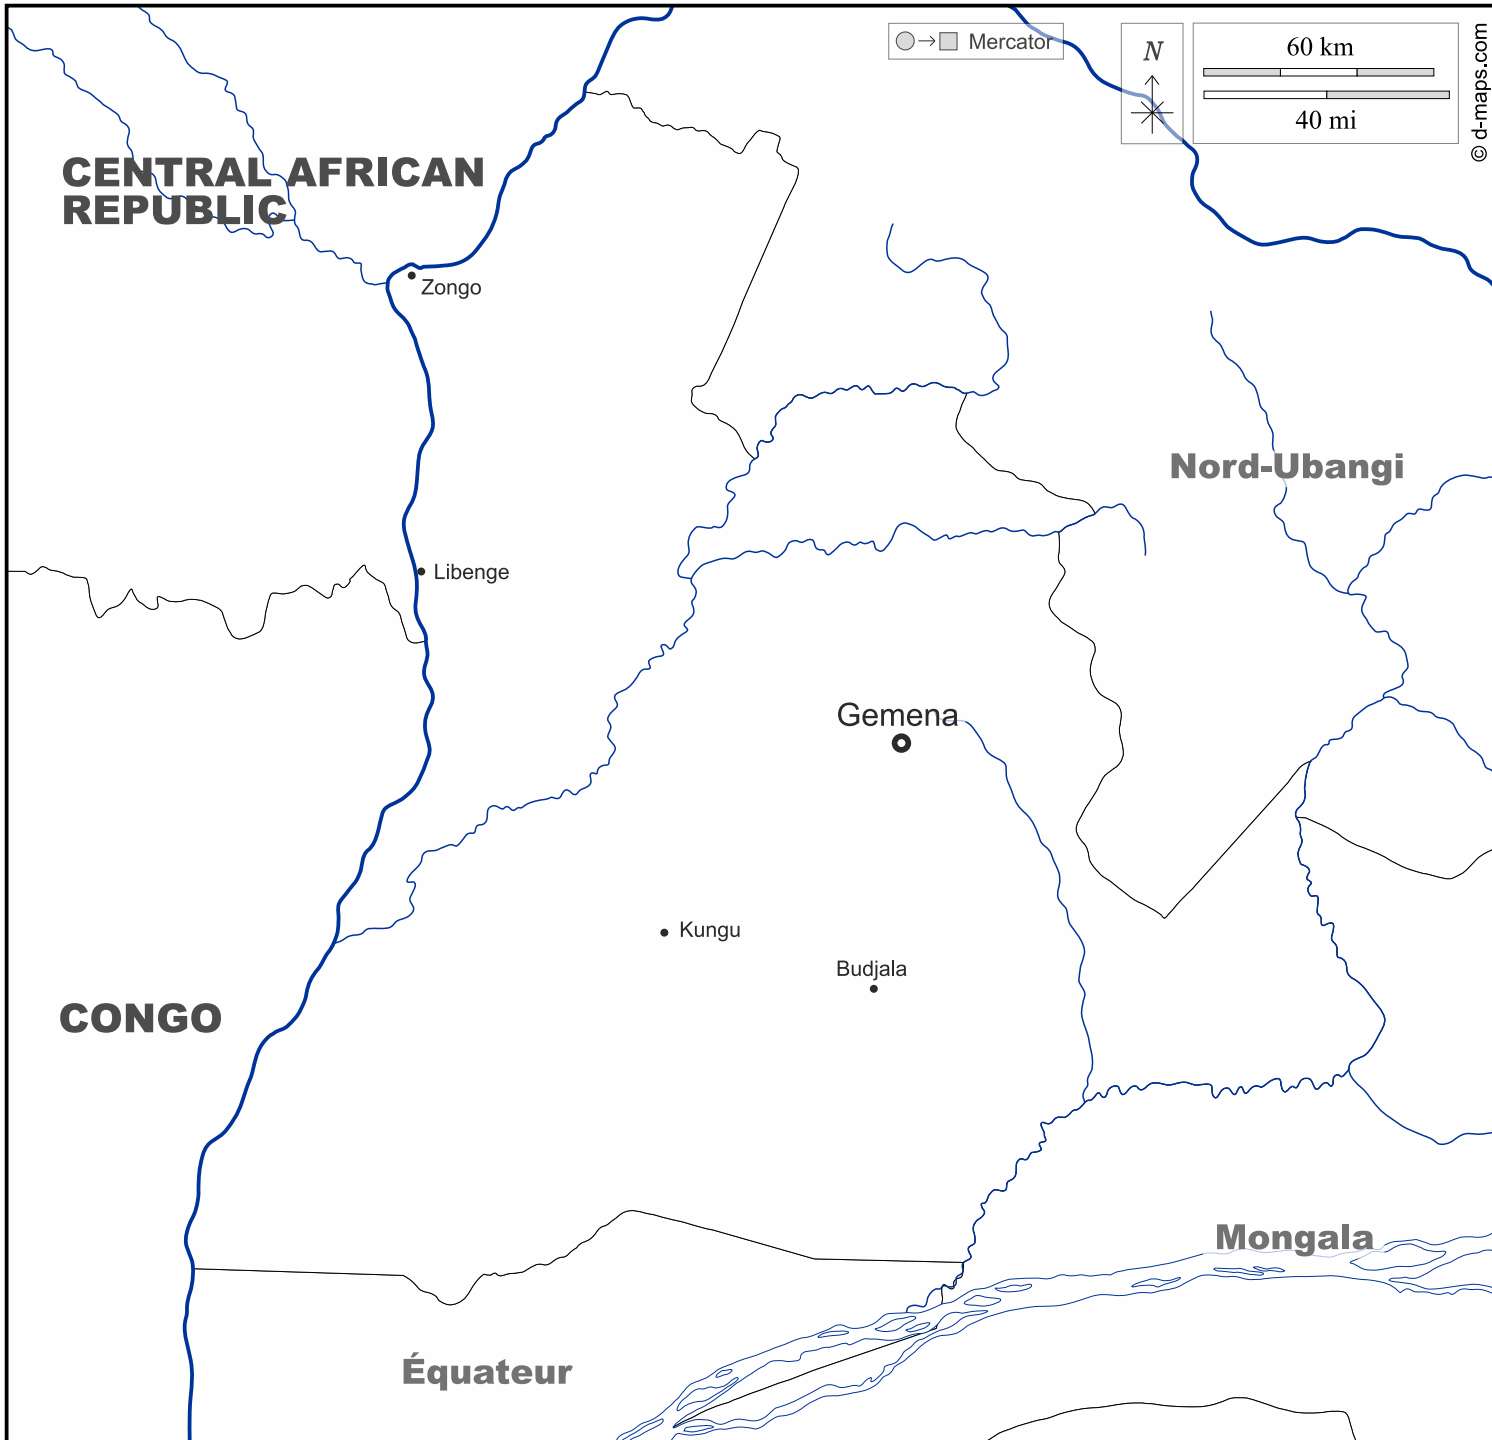 Mercator
N
60 km
40 mi
© d-maps.com
CENTRAL AFRICAN
REPUBLIC
Zongo
Nord-Ubangi
Libenge
Gemena
Kungu
Budjala
CONGO
Mongala
Équateur